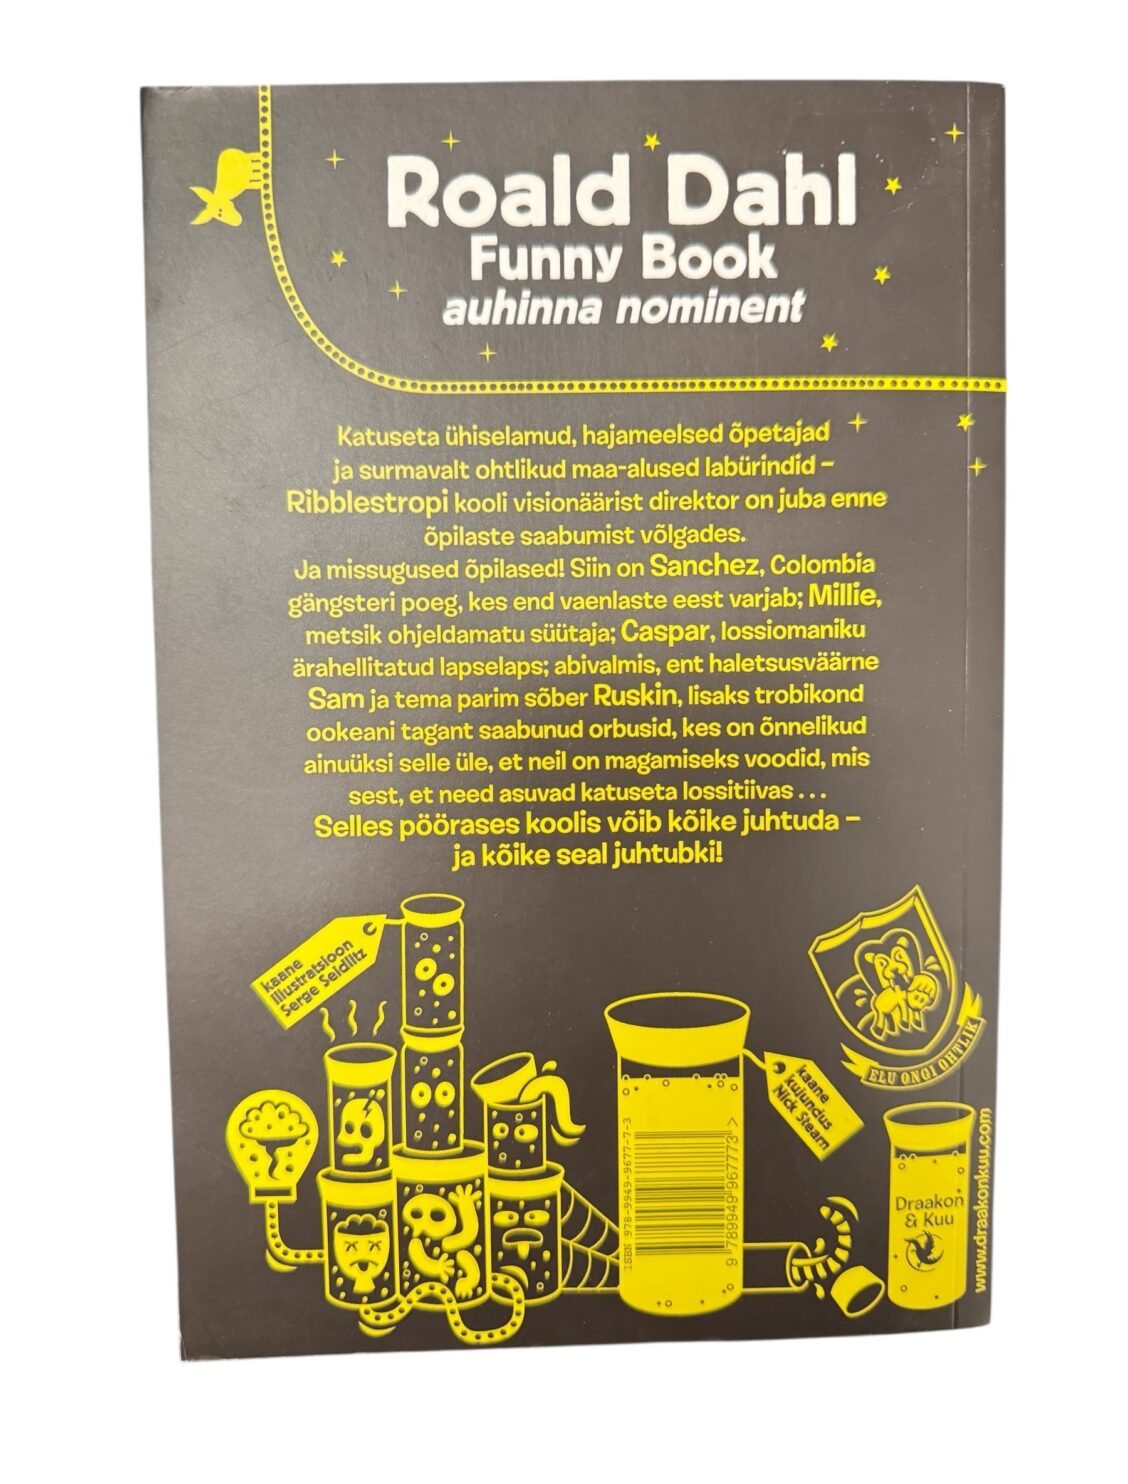 Roald Dahl
Funny Book
auhinna nominent
Katuseta ühiselamud, hajameelsed õpetajad
ja surmavalt ohtlikud maa-alused labürindid –
Ribblestropi kooli visionäärist direktor on juba enne
õpilaste saabumist võlgades.
Ja missugused õpilased! Siin on Sanchez, Colombia
gängsteri poeg, kes end vaenlaste eest varjab; Millie,
metsik ohjeldamatu süütaja; Caspar, lossiomaniku
ärahellitatud lapselaps; abivalmis, ent haletsusväärne
Sam ja tema parim sõber Ruskin, lisaks trobikond
ookeani tagant saabunud orbusid, kes on õnnelikud
ainuüksi selle üle, et neil on magamiseks voodid, mis
sest, et need asuvad katuseta lossitiivas . . .
Selles pöörases koolis võib kõike juhtuda –
ja kõike seal juhtubki!
kaane
illustratsioon
Serge Seidlitz
ELU ONGI OHTLIK
kaane
kujundus
Nick Stearn
ISBN 978-9949-9677-7-3
9 789949 967773 >
Draakon
& Kuu
www.draakonkuu.com